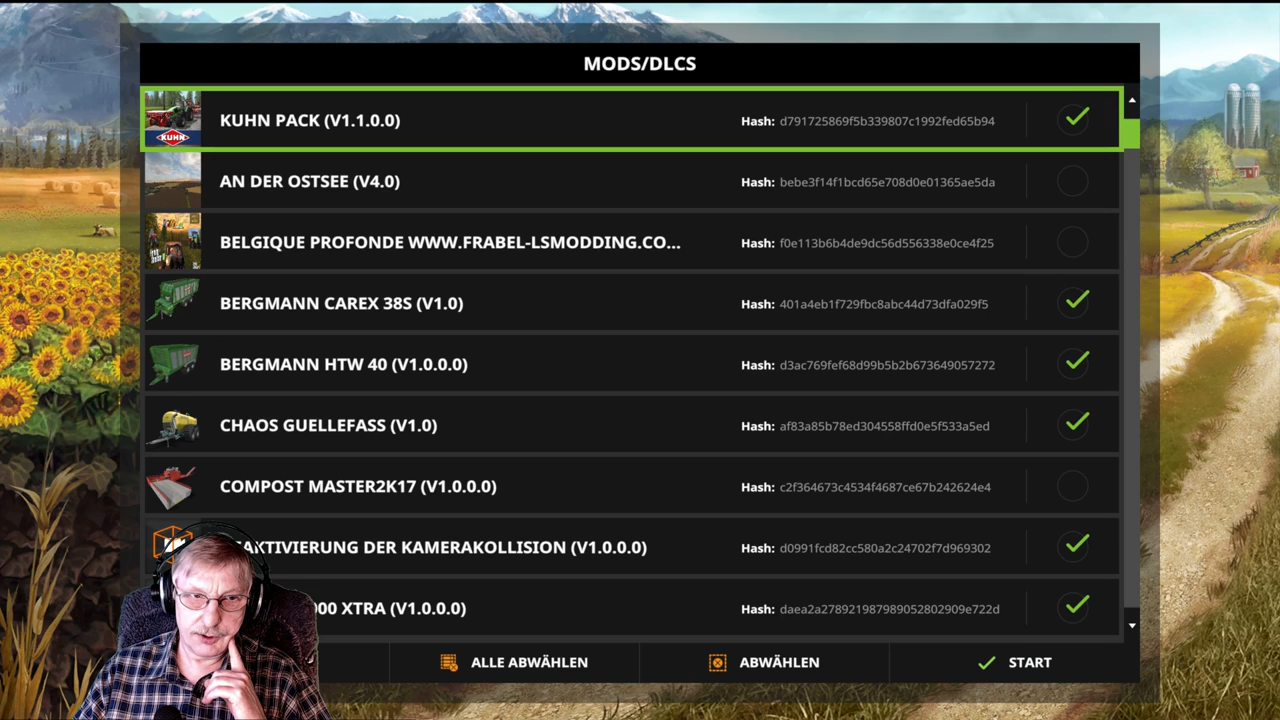 MODS/DLCS
KUHN PACK (V1.1.0.0) Hash: d791725869f5b339807c1992fed65b94
KUHN
AN DER OSTSEE (V4.0) Hash: bebe3f14f1bcd65e708d0e01365ae5da
BELGIQUE PROFONDE WWW.FRABEL-LSMODDING.CO... Hash: f0e113b6b4de9dc56d556338e0ce4f25
BERGMANN CAREX 38S (V1.0) Hash: 401a4eb1f729fbc8abc44d73dfa029f5
BERGMANN HTW 40 (V1.0.0.0) Hash: d3ac769fef68d99b5b2b673649057272
CHAOS GUELLEFASS (V1.0) Hash: af83a85b78ed304558ffd0e5f533a5ed
COMPOST MASTER2K17 (V1.0.0.0) Hash: c2f364673c4534f4687ce67b242624e4
AKTIVIERUNG DER KAMERAKOLLISION (V1.0.0.0) Hash: d0991fcd82cc580a2c24702f7d969302
000 XTRA (V1.0.0.0) Hash: daea2a278921987989052802909e722d
ALLE ABWÄHLEN ABWÄHLEN START